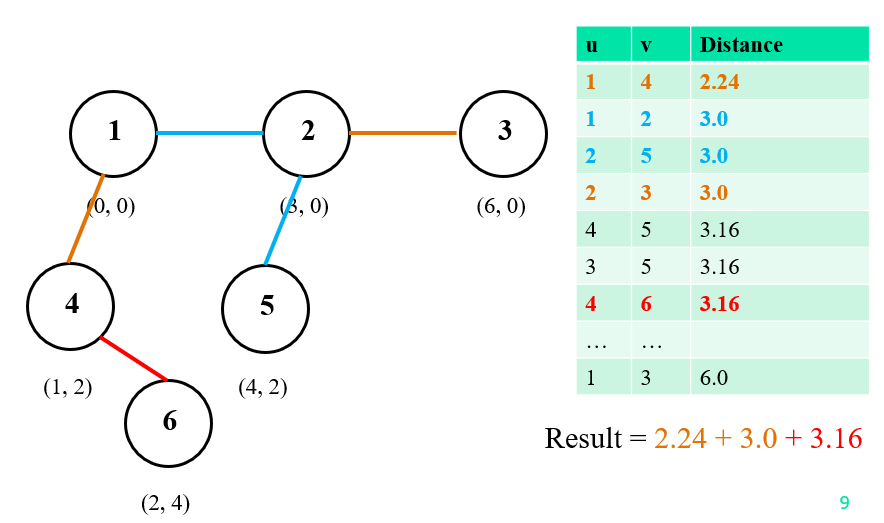 1
2
3
(0, 0)
(3, 0)
(6, 0)
4
5
(1, 2)
(4, 2)
6
(2, 4)
u v Distance
1 4 2.24
1 2 3.0
2 5 3.0
2 3 3.0
4 5 3.16
3 5 3.16
4 6 3.16
… …
1 3 6.0
Result = 2.24 + 3.0 + 3.16
9